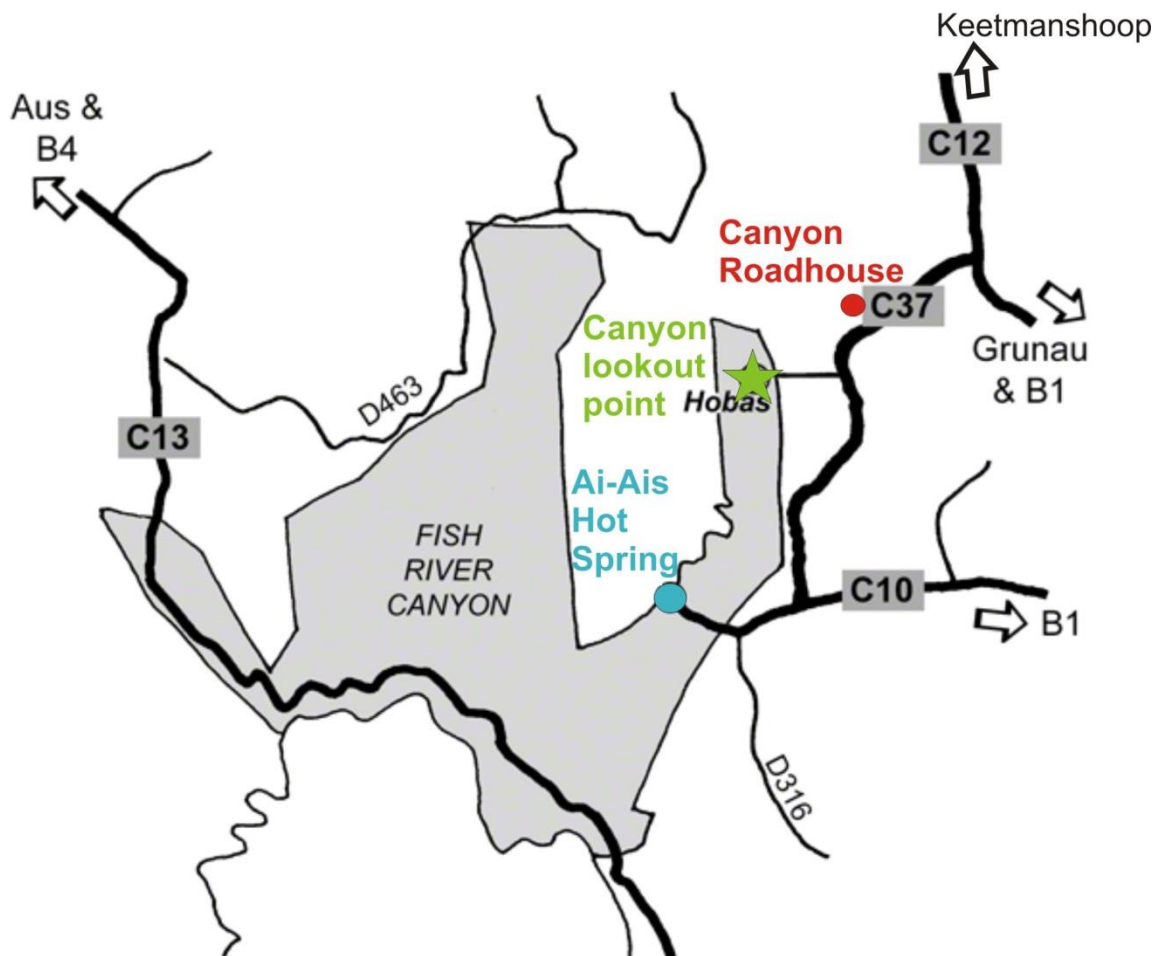 Keetmanshoop
Aus &
B4
C12
Canyon
Roadhouse
C37
Canyon
lookout
point
Hobas
Grunau
& B1
D463
C13
Ai-Ais
Hot
Spring
FISH
RIVER
CANYON
C10
B1
D316